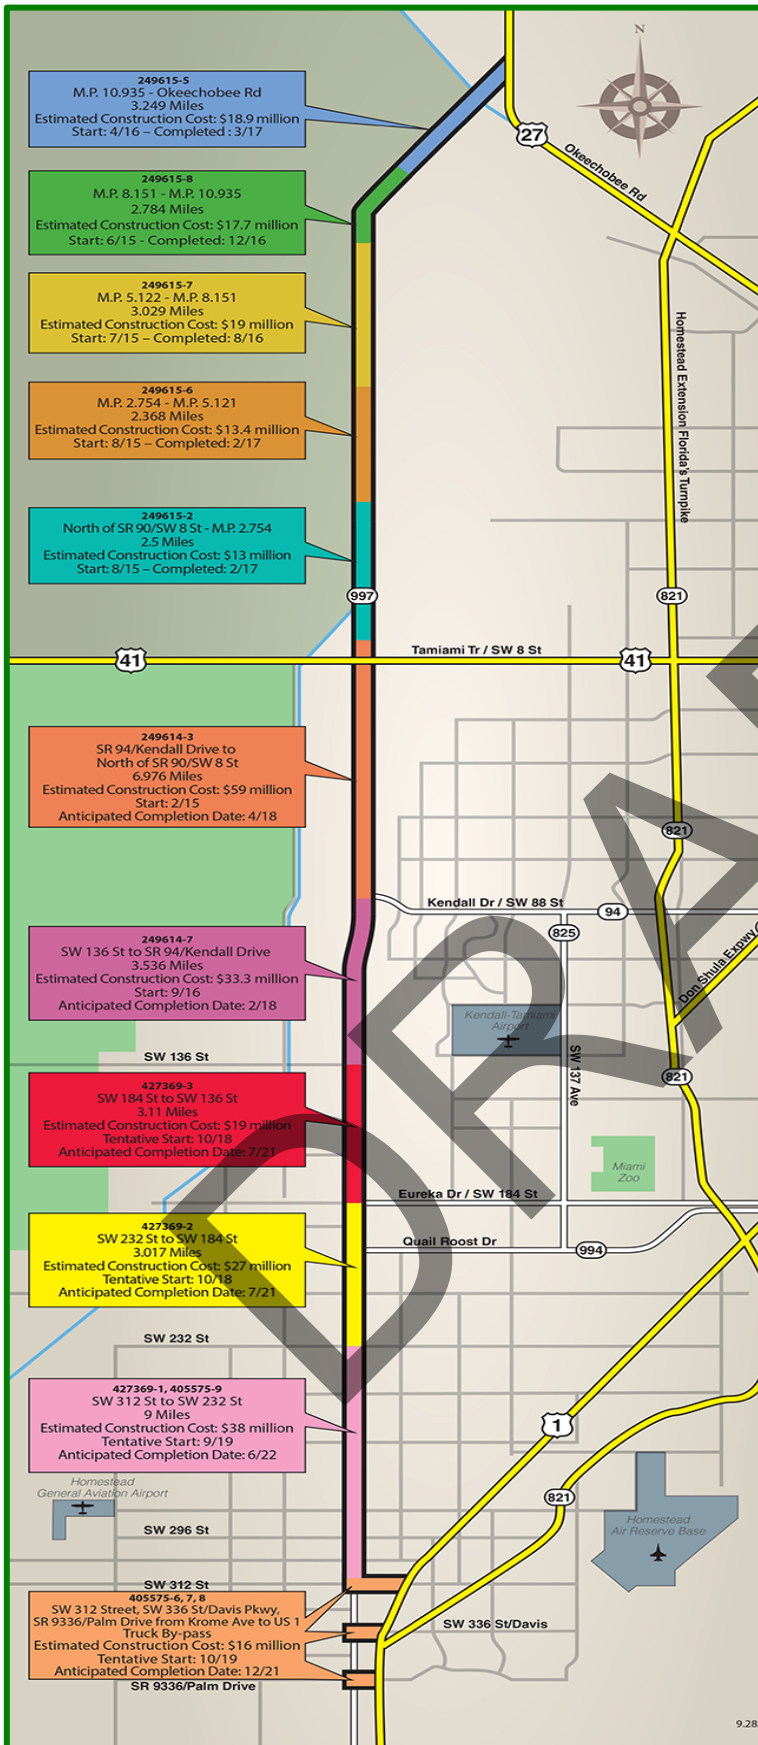 N
249615-5
M.P. 10.935 - Okeechobee Rd
3.249 Miles
Estimated Construction Cost: $18.9 million
Start: 4/16 – Completed : 3/17
27
Okeechobee Rd
249615-8
M.P. 8.151 - M.P. 10.935
2.784 Miles
Estimated Construction Cost: $17.7 million
Start: 6/15 - Completed: 12/16
249615-7
M.P. 5.122 - M.P. 8.151
3.029 Miles
Estimated Construction Cost: $19 million
Start: 7/15 – Completed: 8/16
Homestead Extension Florida's Turnpike
249615-6
M.P. 2.754 - M.P. 5.121
2.368 Miles
Estimated Construction Cost: $13.4 million
Start: 8/15 – Completed: 2/17
249615-2
North of SR 90/SW 8 St - M.P. 2.754
2.5 Miles
Estimated Construction Cost: $13 million
Start: 8/15 – Completed: 2/17
997
821
41
Tamiami Tr / SW 8 St
41
249614-3
SR 94/Kendall Drive to
North of SR 90/SW 8 St
6.976 Miles
Estimated Construction Cost: $59 million
Start: 2/15
Anticipated Completion Date: 4/18
821
Kendall Dr / SW 88 St
94
825
249614-7
SW 136 St to SR 94/Kendall Drive
3.536 Miles
Estimated Construction Cost: $33.3 million
Start: 9/16
Anticipated Completion Date: 2/18
Don Shula Expwy
Kendall-Tamiami
Airport
SW 136 St
SW 137 Ave
821
427369-3
SW 184 St to SW 136 St
3.11 Miles
Estimated Construction Cost: $19 million
Tentative Start: 10/18
Anticipated Completion Date: 7/21
Miami
Zoo
Eureka Dr / SW 184 St
427369-2
SW 232 St to SW 184 St
3.017 Miles
Estimated Construction Cost: $27 million
Tentative Start: 10/18
Anticipated Completion Date: 7/21
Quail Roost Dr
994
SW 232 St
427369-1, 405575-9
SW 312 St to SW 232 St
9 Miles
Estimated Construction Cost: $38 million
Tentative Start: 9/19
Anticipated Completion Date: 6/22
1
Homestead
General Aviation Airport
821
Homestead
Air Reserve Base
SW 296 St
SW 312 St
405575-6, 7, 8
SW 312 Street, SW 336 St/Davis Pkwy,
SR 9336/Palm Drive from Krome Ave to US 1
Truck By-pass
Estimated Construction Cost: $16 million
Tentative Start: 10/19
Anticipated Completion Date: 12/21
SW 336 St/Davis
SR 9336/Palm Drive
9.28
DRA